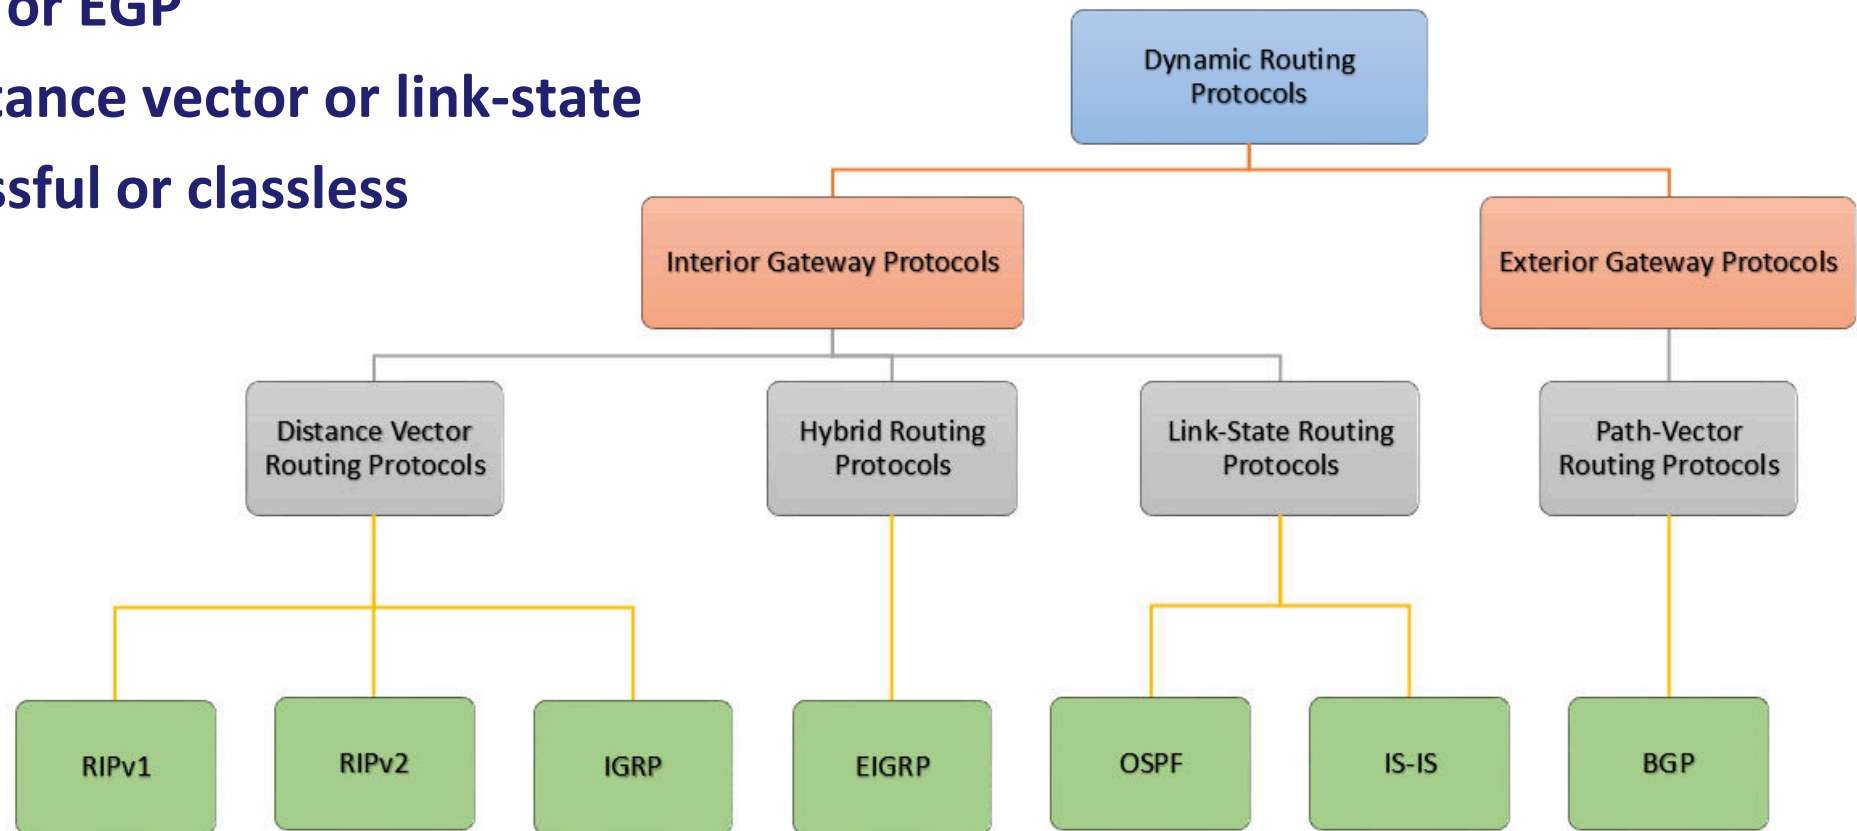 or EGP
tance vector or link-state
ssful or classless
Dynamic Routing
Protocols
Interior Gateway Protocols
Exterior Gateway Protocols
Distance Vector
Routing Protocols
Hybrid Routing
Protocols
Link-State Routing
Protocols
Path-Vector
Routing Protocols
RIPv1
RIPv2
IGRP
EIGRP
OSPF
IS-IS
BGP